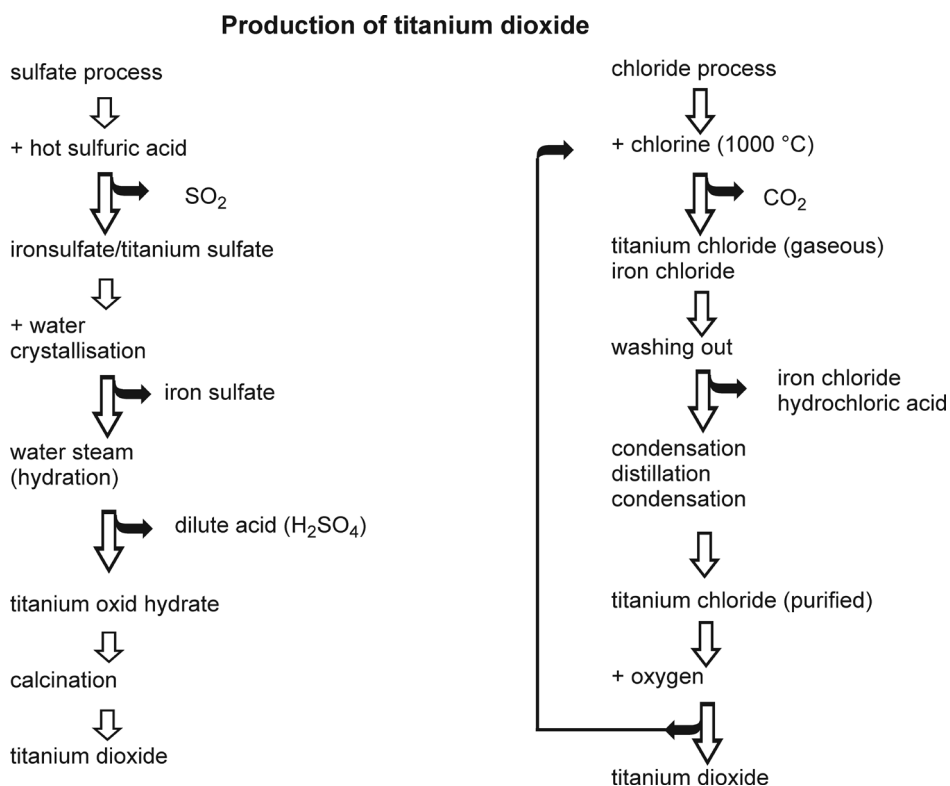 Production of titanium dioxide
sulfate process
+ hot sulfuric acid
SO₂
ironsulfate/titanium sulfate
+ water
crystallisation
iron sulfate
water steam
(hydration)
dilute acid (H₂SO₄)
titanium oxid hydrate
calcination
titanium dioxide
chloride process
+ chlorine (1000 °C)
CO₂
titanium chloride (gaseous)
iron chloride
washing out
iron chloride
hydrochloric acid
condensation
distillation
condensation
titanium chloride (purified)
+ oxygen
titanium dioxide